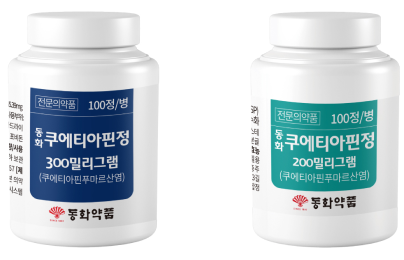 전문의약품 100정/병
동화 쿠에티아핀정
300밀리그램
(쿠에티아핀푸마르산염)
동화약품
전문의약품 100정/병
동화 쿠에티아핀정
200밀리그램
(쿠에티아핀푸마르산염)
동화약품